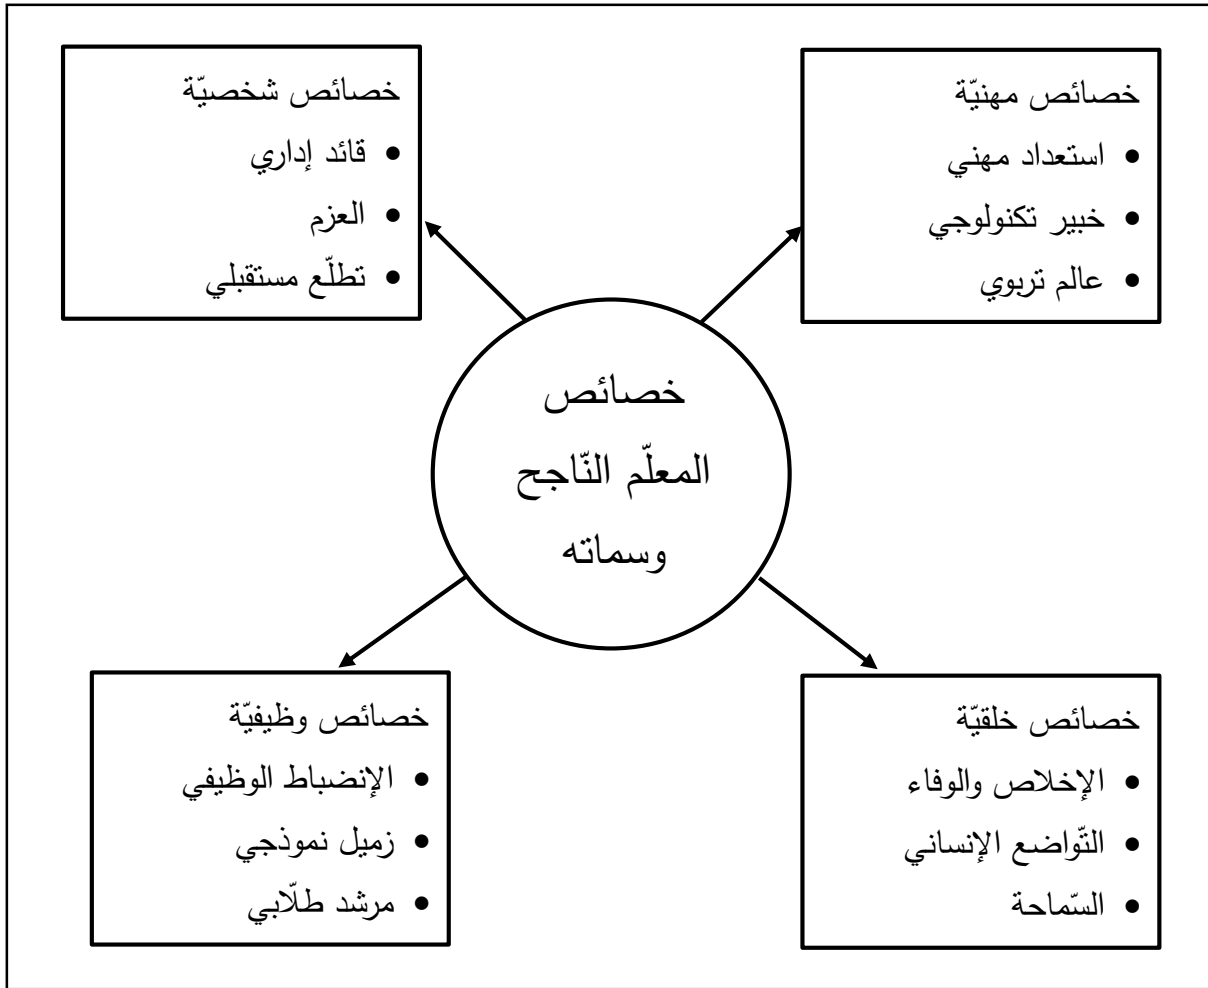 خصائص مهنيّة
• استعداد مهني
• خبير تكنولوجي
• عالم تربوي
خصائص شخصيّة
• قائد إداري
• العزم
• تطلّع مستقبلي
خصائص
المعلّم النّاجح
وسماته
خصائص خلقيّة
• الإخلاص والوفاء
• التّواضع الإنساني
• السّماحة
خصائص وظيفيّة
• الإنضباط الوظيفي
• زميل نموذجي
• مرشد طلّابي